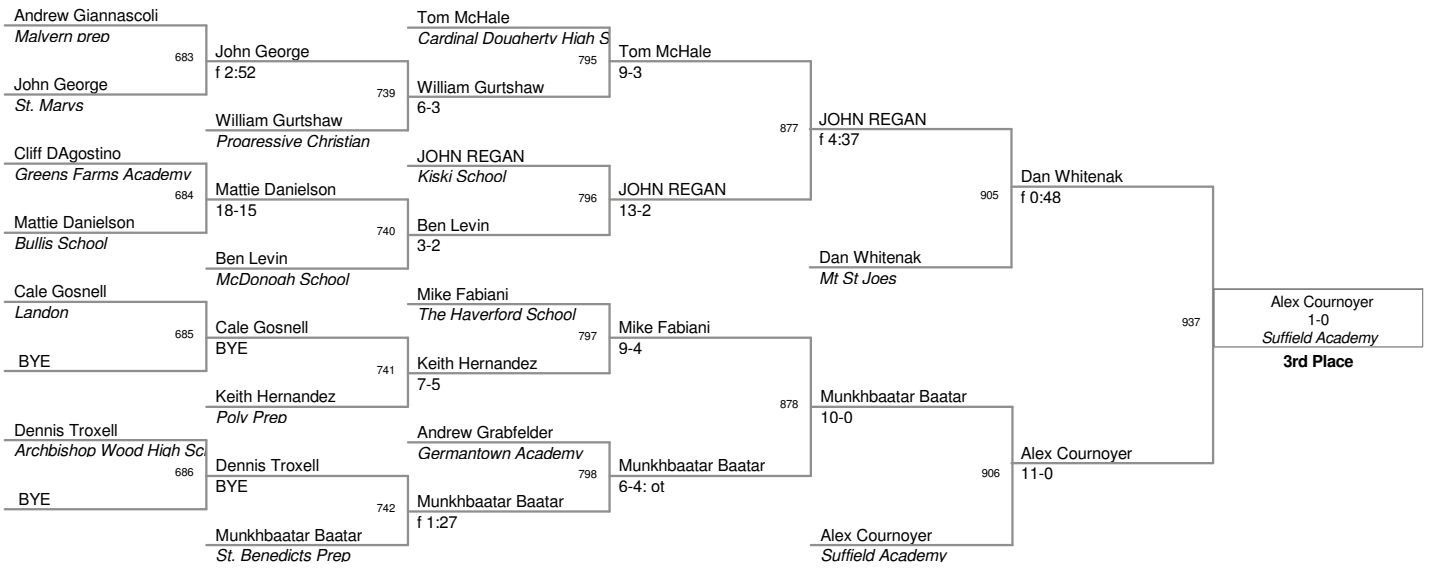 Andrew Giannascoli
Malvern prep
683
John George
St. Marys
Cliff DAgostino
Greens Farms Academy
684
Mattie Danielson
Bullis School
Cale Gosnell
Landon
685
BYE
Dennis Troxell
Archbishop Wood High Sc
686
BYE
John George
f 2:52
739
William Gurtshaw
Progressive Christian
Mattie Danielson
18-15
740
Ben Levin
McDonogh School
Cale Gosnell
BYE
741
Keith Hernandez
Poly Prep
Dennis Troxell
BYE
742
Munkhbaatar Baatar
St. Benedicts Prep
Tom McHale
Cardinal Dougherty High S
795
William Gurtshaw
6-3
JOHN REGAN
Kiski School
796
Ben Levin
3-2
Mike Fabiani
The Haverford School
797
Keith Hernandez
7-5
Andrew Grabfelder
Germantown Academy
798
Munkhbaatar Baatar
f 1:27
Tom McHale
9-3
877
JOHN REGAN
13-2
Mike Fabiani
9-4
878
Munkhbaatar Baatar
6-4: ot
JOHN REGAN
f 4:37
905
Dan Whitenak
Mt St Joes
Munkhbaatar Baatar
10-0
906
Alex Cournoyer
Suffield Academy
Dan Whitenak
f 0:48
937
Alex Cournoyer
11-0
Alex Cournoyer
1-0
Suffield Academy
3rd Place